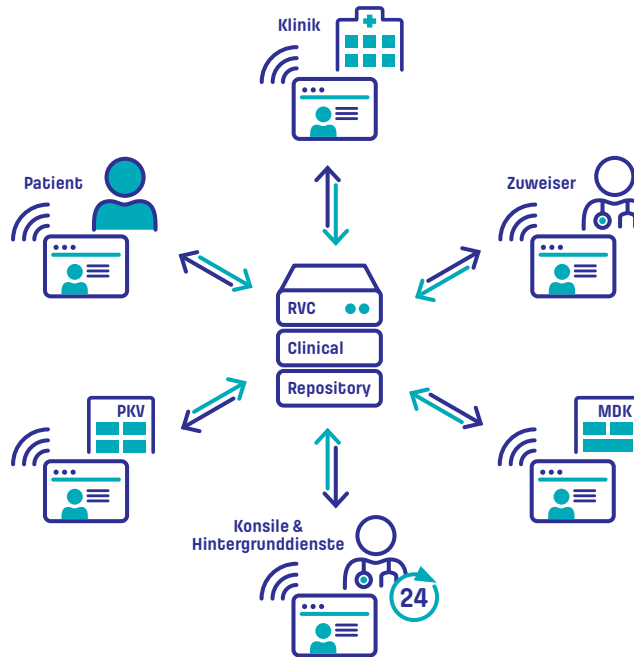 Klinik
Patient
Zuweiser
RVC
Clinical
Repository
PKV
MDK
Konsile &
Hintergrunddienste
24